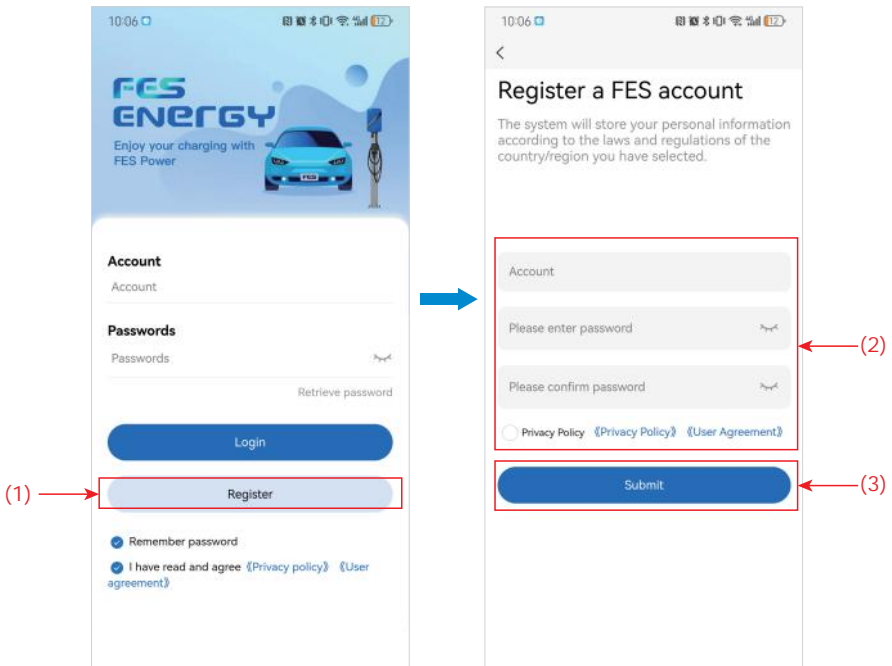 10:06
12
FES
ENERGY
Enjoy your charging with
FES Power
FES
Account
Account
Passwords
Passwords
Retrieve password
Login
(1)
Register
Remember password
I have read and agree 《Privacy policy》 《User
agreement》
10:06
12
Register a FES account
The system will store your personal information
according to the laws and regulations of the
country/region you have selected.
Account
Please enter password
(2)
Please confirm password
Privacy Policy 《Privacy Policy》 《User Agreement》
Submit
(3)